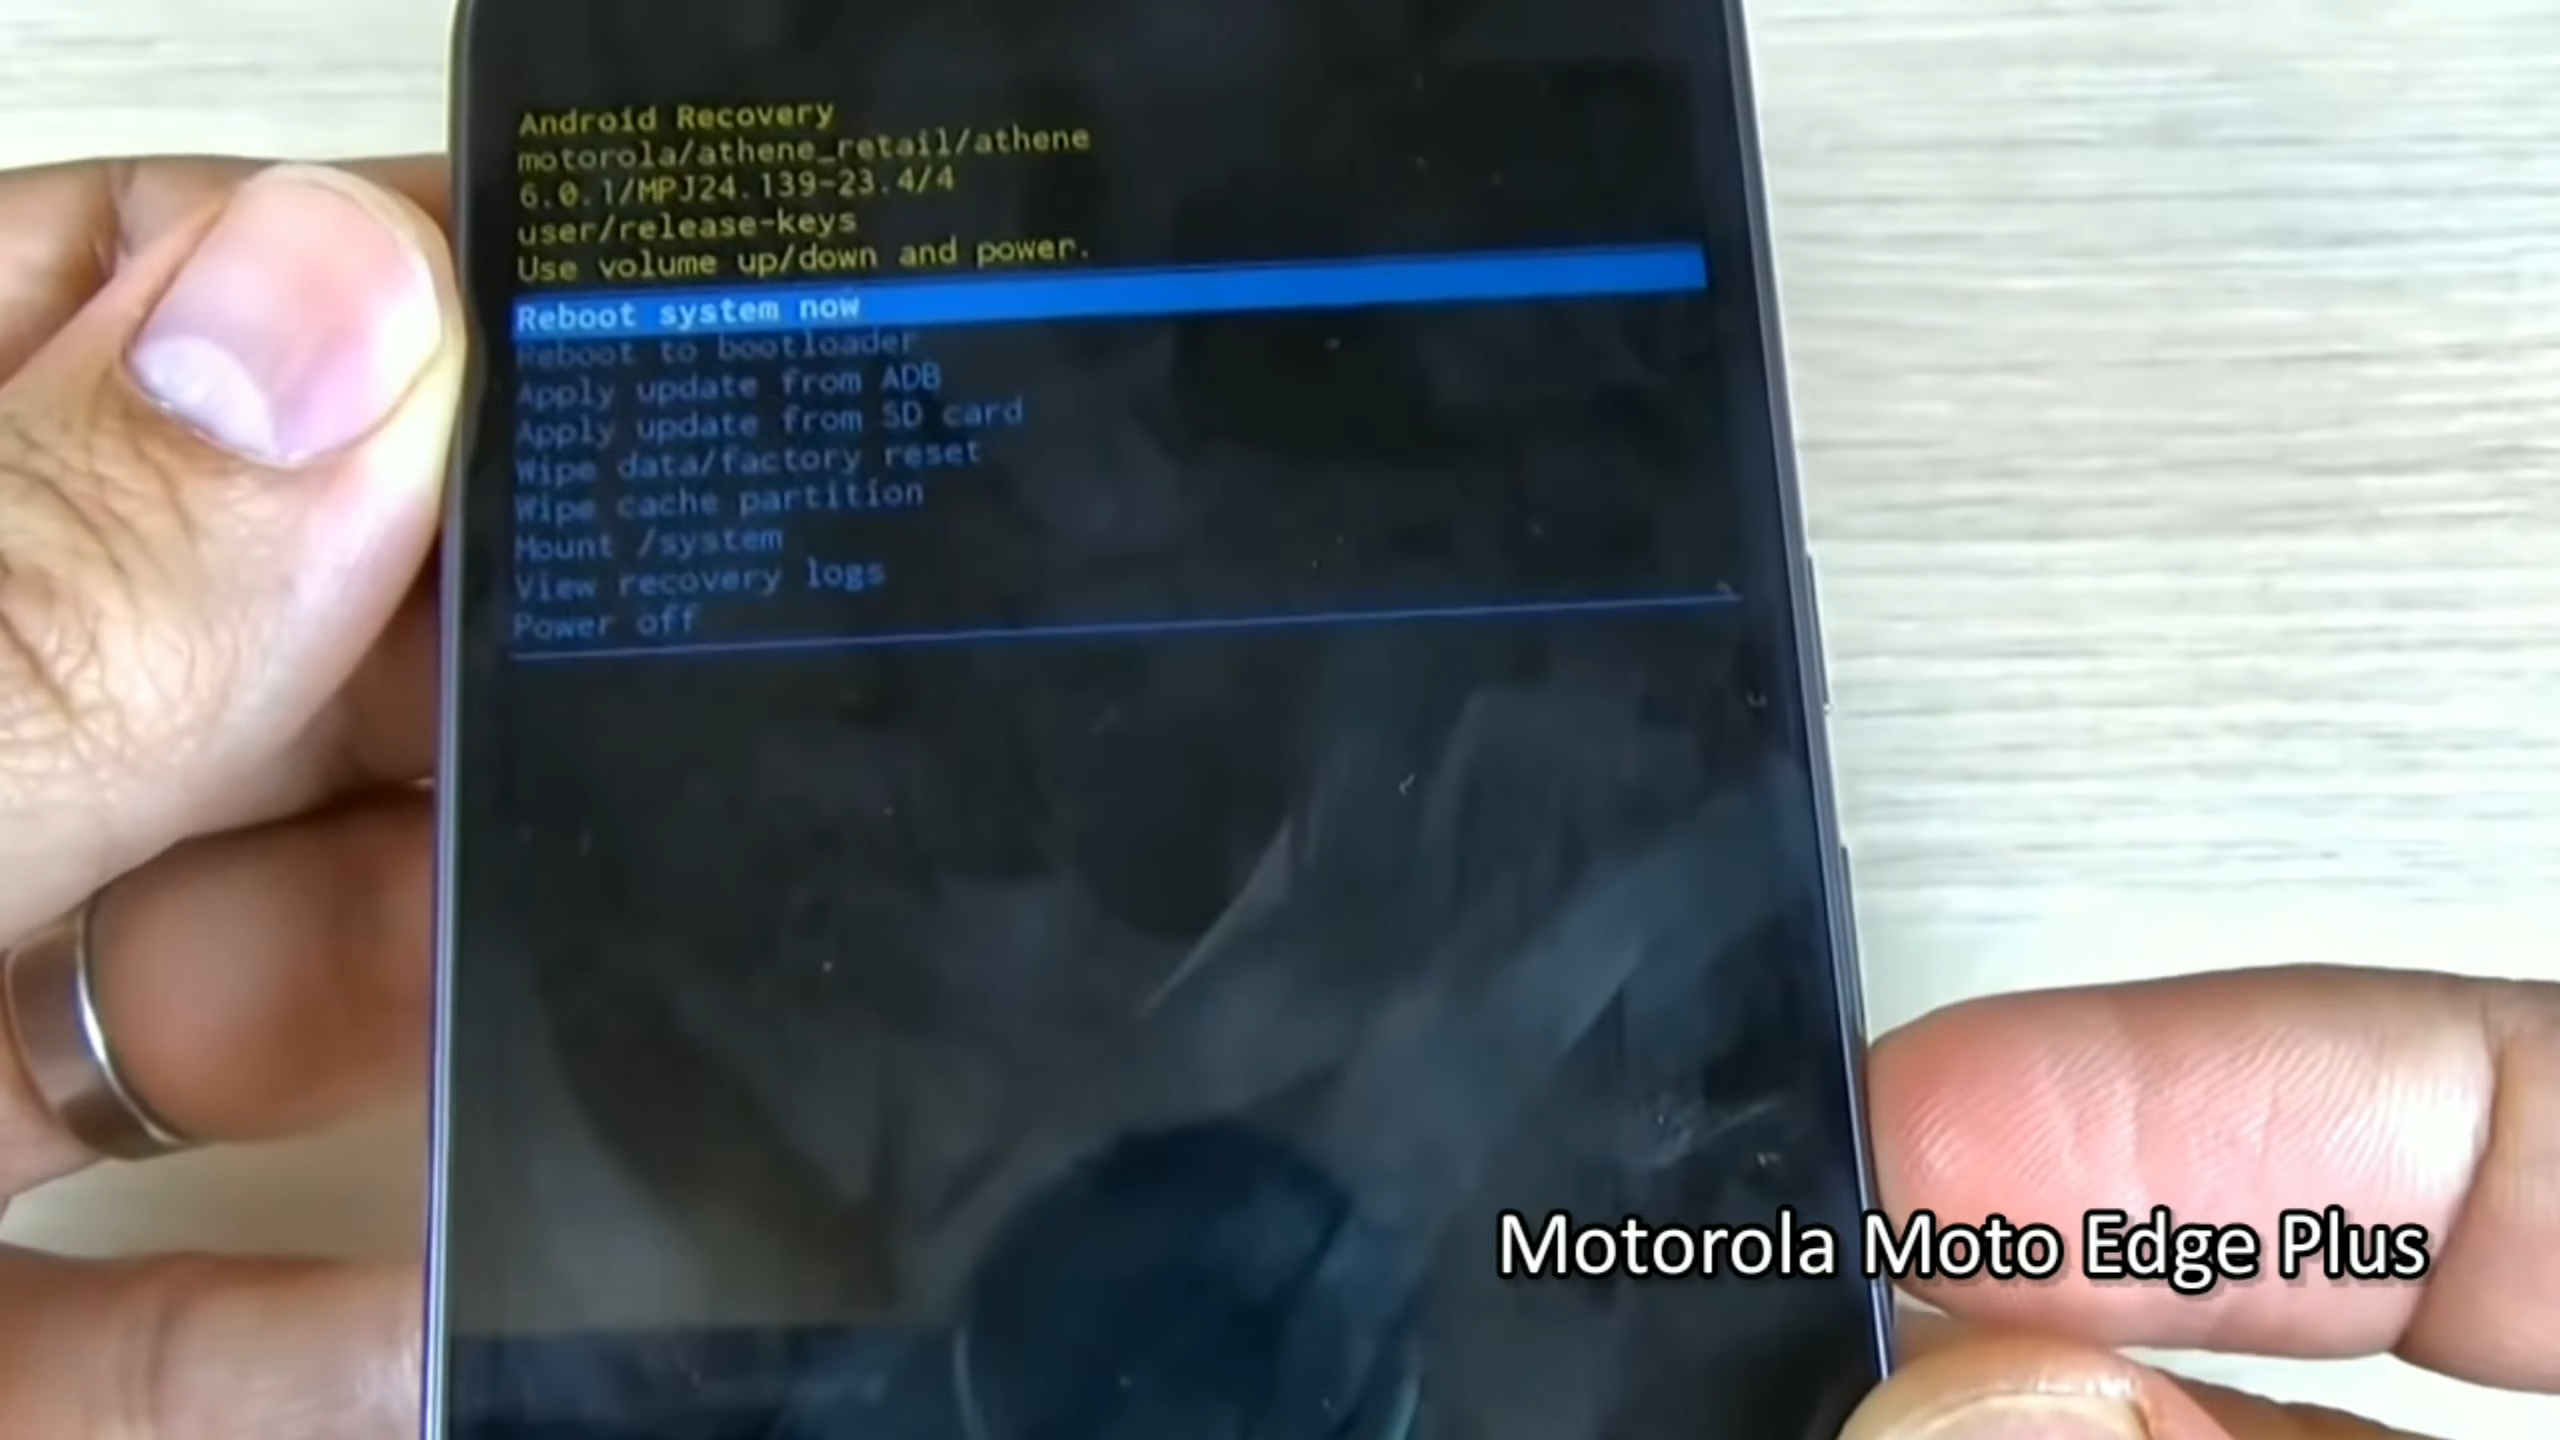 Android Recovery
motorola/athene_retail/athene
6.0.1/MPJ24.139-23.4/4
user/release-keys
Use volume up/down and power.
Reboot system now
Reboot to bootloader
Apply update from ADB
Apply update from SD card
Wipe data/factory reset
Wipe cache partition
Mount /system
View recovery logs
Power off
Motorola Moto Edge Plus